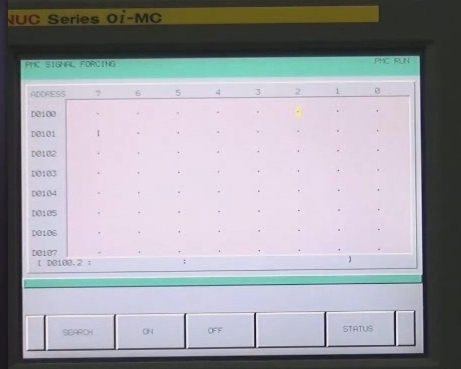 NUC Series 0i-MC
PMC SIGNAL FORCING PMC RUN
ADDRESS 7 6 5 4 3 2 1 0
D0100 . . . . . . . .
D0101 I . . . . . . .
D0102 . . . . . . . .
D0103 . . . . . . . .
D0104 . . . . . . . .
D0105 . . . . . . . .
D0106 . . . . . . . .
D0107 . . . . . . . .
[ D0100.2 : : ]
SEARCH ON OFF STATUS